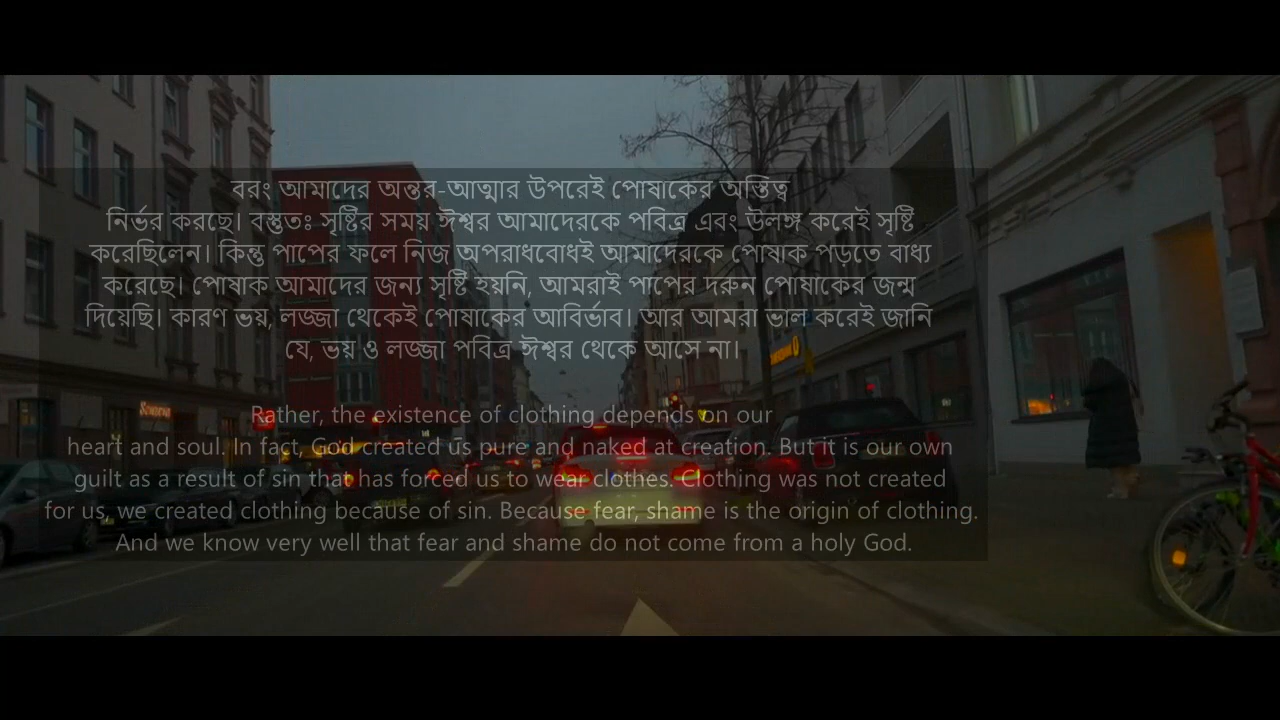 বরং আমাদের অন্তর-আত্মার উপরেই পোষাকের অস্তিত্ব
নির্ভর করছে। বস্তুতঃ সৃষ্টির সময় ঈশ্বর আমাদেরকে পবিত্র এবং উলঙ্গ করেই সৃষ্টি
করেছিলেন। কিন্তু পাপের ফলে নিজ অপরাধবোধই আমাদেরকে পোষাক পড়তে বাধ্য
করেছে। পোষাক আমাদের জন্য সৃষ্টি হয়নি, আমরাই পাপের দরুন পোষাকের জন্ম
দিয়েছি। কারণ ভয়, লজ্জা থেকেই পোষাকের আবির্ভাব। আর আমরা ভাল করেই জানি
যে, ভয় ও লজ্জা পবিত্র ঈশ্বর থেকে আসে না।
Rather, the existence of clothing depends on our
heart and soul. In fact, God created us pure and naked at creation. But it is our own
guilt as a result of sin that has forced us to wear clothes. Clothing was not created
for us, we created clothing because of sin. Because fear, shame is the origin of clothing.
And we know very well that fear and shame do not come from a holy God.